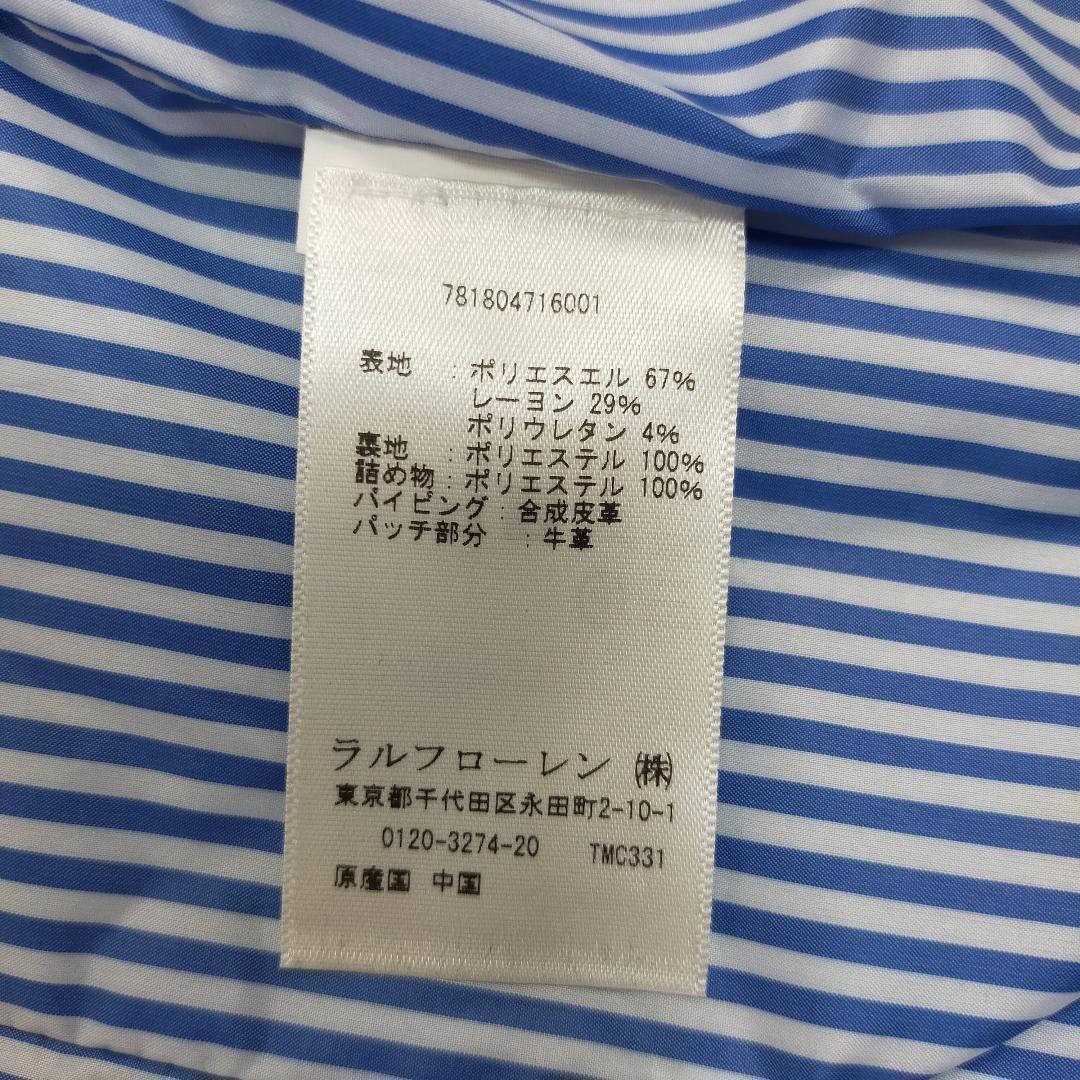 781804716001
表地 : ポリエスエル 67%
レーヨン 29%
ポリウレタン 4%
裏地 : ポリエステル 100%
詰め物 : ポリエステル 100%
パイピング : 合成皮革
パッチ部分 : 牛革
ラルフローレン ㈱
東京都千代田区永田町2-10-1
0120-3274-20 TMC331
原産国 中国